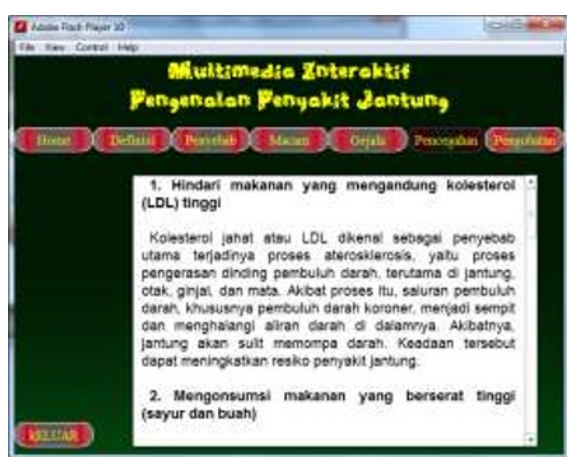 Adobe Flash Player 10
File View Control Help
Multimedia Interaktif
Pengenalan Penyakit Jantung
Home Definisi Penyebab Macam Gejala Pencegahan Pengobatan
1. Hindari makanan yang mengandung kolesterol
(LDL) tinggi
Kolesterol jahat atau LDL dikenal sebagai penyebab
utama terjadinya proses aterosklerosis, yaitu proses
pengerasan dinding pembuluh darah, terutama di jantung,
otak, ginjal, dan mata. Akibat proses itu, saluran pembuluh
darah, khususnya pembuluh darah koroner, menjadi sempit
dan menghalangi aliran darah di dalamnya. Akibatnya,
jantung akan sulit memompa darah. Keadaan tersebut
dapat meningkatkan resiko penyakit jantung.
2. Mengonsumsi makanan yang berserat tinggi
(sayur dan buah)
KELUAR